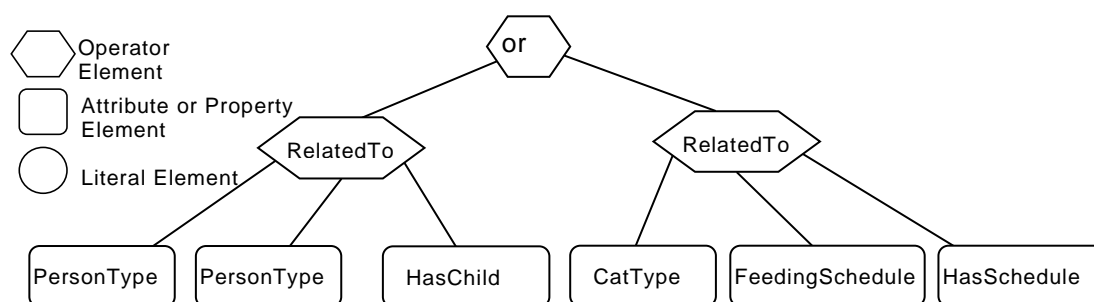 or
Operator
Element
Attribute or Property
Element
Literal Element
RelatedTo
RelatedTo
PersonType
PersonType
HasChild
CatType
FeedingSchedule
HasSchedule